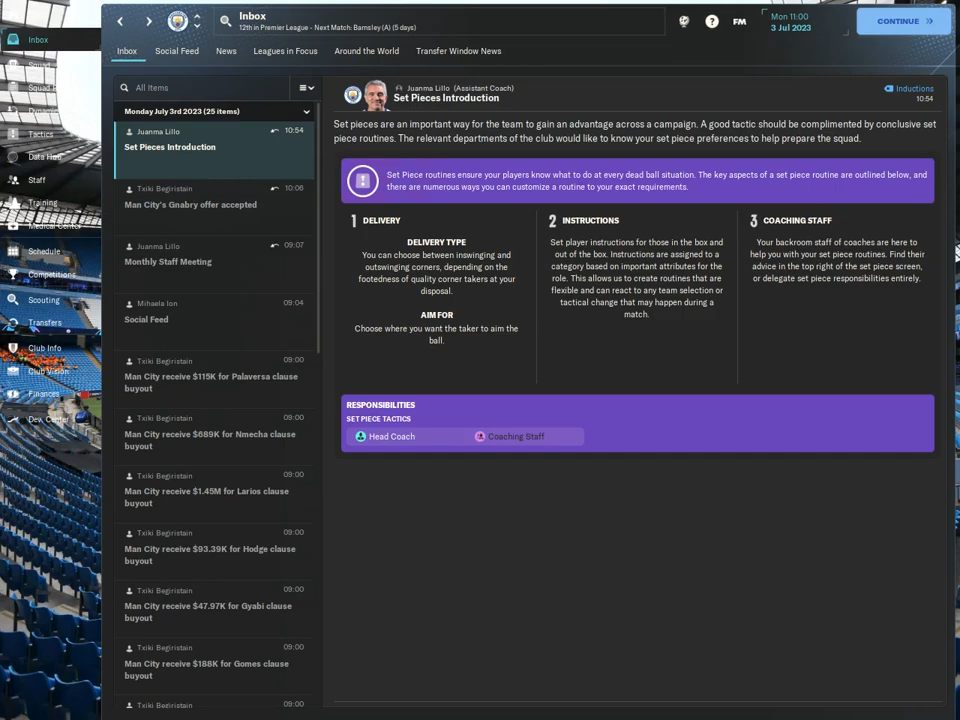 Inbox
12th in Premier League - Next Match: Barnsley (A) (5 days)
?
FM
Mon 11:00
3 Jul 2023
CONTINUE
Inbox
Social Feed
News
Leagues in Focus
Around the World
Transfer Window News
Inbox
Squad
Tactics
Data Hub
Staff
Training
Medical Center
Schedule
Competitions
Scouting
Transfers
Club Info
Club Vision
Finances
Dev. Center
All Items
Monday July 3rd 2023 (25 items)
Juanma Lillo
10:54
Set Pieces Introduction
Txiki Begiristain
10:06
Man City's Gnabry offer accepted
Juanma Lillo
09:07
Monthly Staff Meeting
Mihaela Ion
09:04
Social Feed
Txiki Begiristain
09:00
Man City receive $115K for Palaversa clause
buyout
Txiki Begiristain
09:00
Man City receive $689K for Nmecha clause
buyout
Txiki Begiristain
09:00
Man City receive $1.45M for Larios clause
buyout
Txiki Begiristain
09:00
Man City receive $93.39K for Hodge clause
buyout
Txiki Begiristain
09:00
Man City receive $47.97K for Gyabi clause
buyout
Txiki Begiristain
09:00
Man City receive $188K for Gomes clause
buyout
Txiki Begiristain
09:00
Juanma Lillo (Assistant Coach)
Set Pieces Introduction
Inductions
10:54
Set pieces are an important way for the team to gain an advantage across a campaign. A good tactic should be complimented by conclusive set
piece routines. The relevant departments of the club would like to know your set piece preferences to help prepare the squad.
Set Piece routines ensure your players know what to do at every dead ball situation. The key aspects of a set piece routine are outlined below, and
there are numerous ways you can customize a routine to your exact requirements.
1 DELIVERY
DELIVERY TYPE
You can choose between inswinging and
outswinging corners, depending on the
footedness of quality corner takers at your
disposal.
AIM FOR
Choose where you want the taker to aim the
ball.
2 INSTRUCTIONS
Set player instructions for those in the box and
out of the box. Instructions are assigned to a
category based on important attributes for the
role. This allows us to create routines that are
flexible and can react to any team selection or
tactical change that may happen during a
match.
3 COACHING STAFF
Your backroom staff of coaches are here to
help you with your set piece routines. Find their
advice in the top right of the set piece screen,
or delegate set piece responsibilities entirely.
RESPONSIBILITIES
SET PIECE TACTICS
Head Coach
Coaching Staff